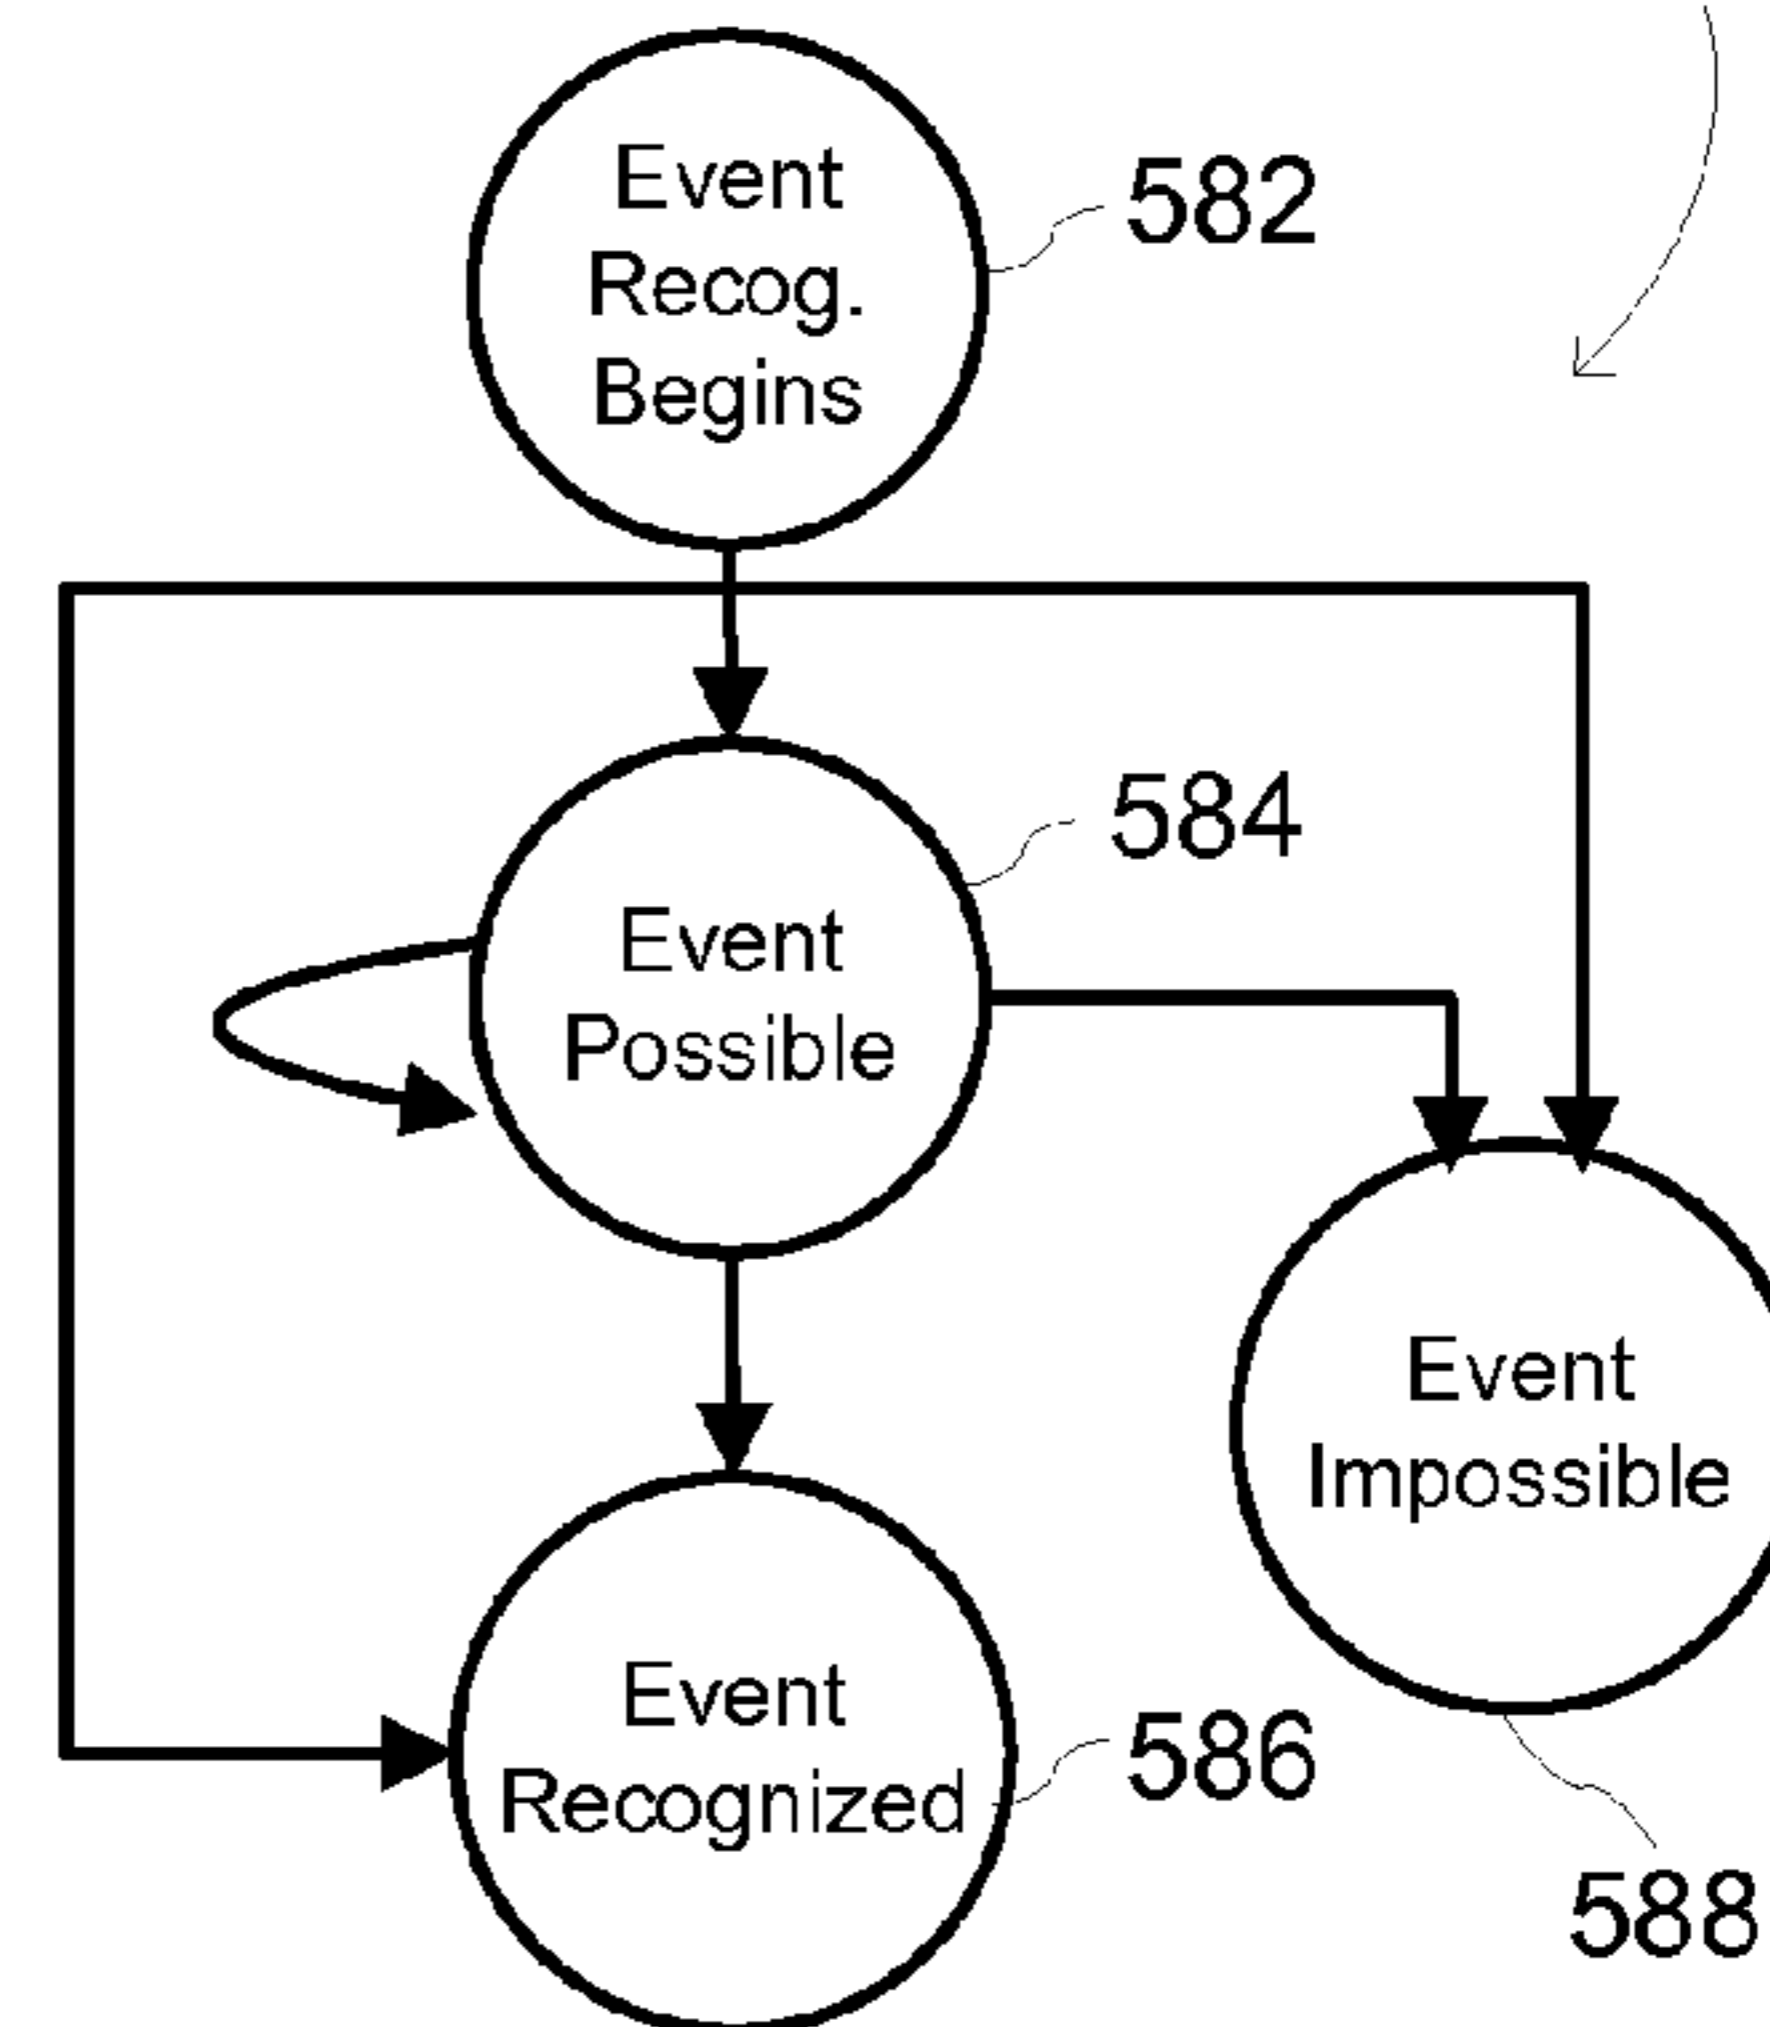 Event
Recog.
Begins
582
584
Event
Possible
Event
Impossible
Event
Recognized
586
588